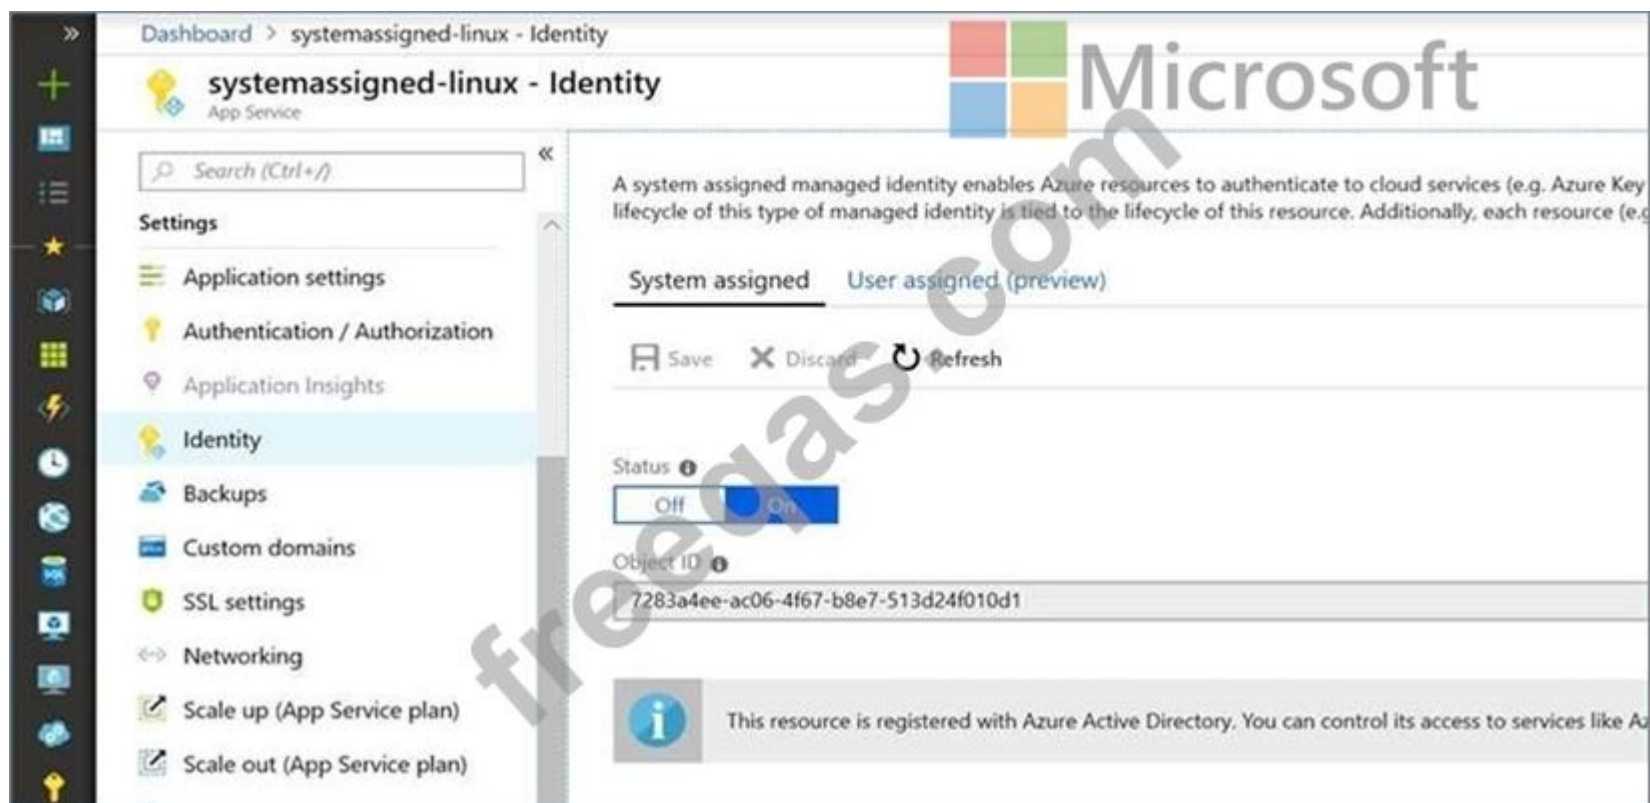 Dashboard > systemassigned-linux - Identity
systemassigned-linux - Identity
App Service
Microsoft
Search (Ctrl+/)
Settings
Application settings
Authentication / Authorization
Application Insights
Identity
Backups
Custom domains
SSL settings
Networking
Scale up (App Service plan)
Scale out (App Service plan)
A system assigned managed identity enables Azure resources to authenticate to cloud services (e.g. Azure Key
lifecycle of this type of managed identity is tied to the lifecycle of this resource. Additionally, each resource (e.g
System assigned User assigned (preview)
Save Discard Refresh
Status
Off On
Object ID
7283a4ee-ac06-4f67-b8e7-513d24f010d1
This resource is registered with Azure Active Directory. You can control its access to services like Az
freeqas.com